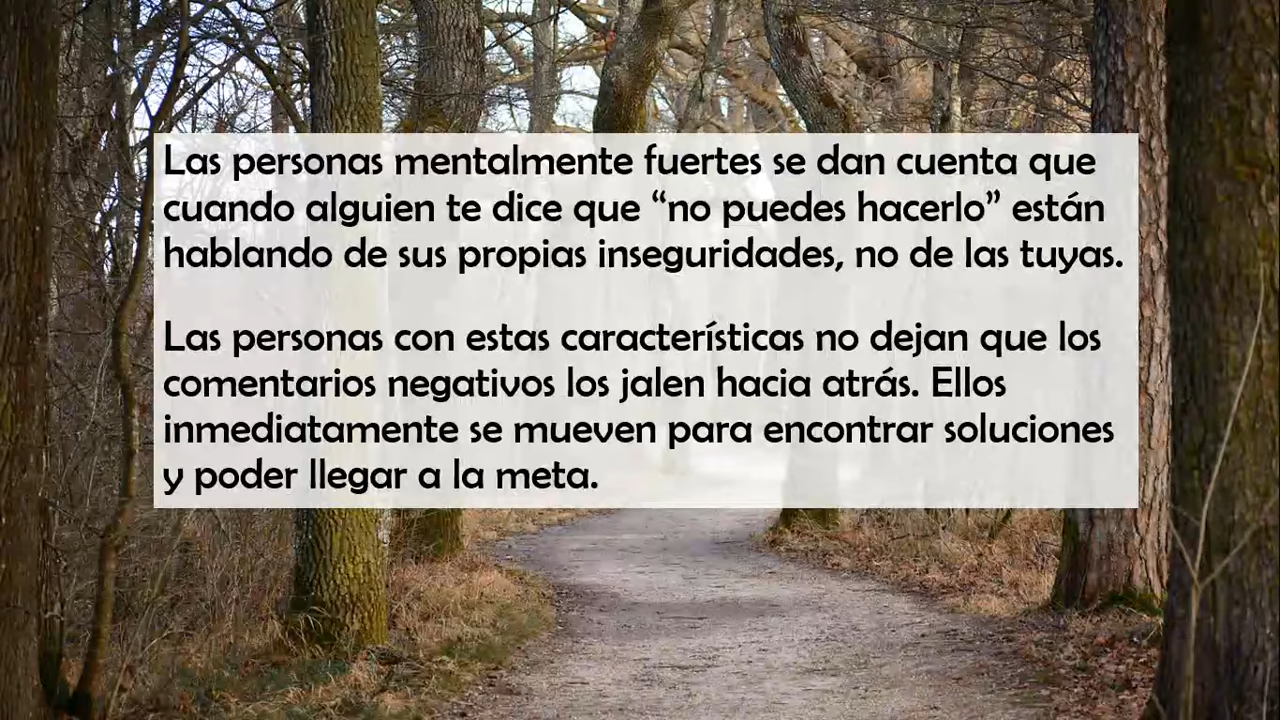 Las personas mentalmente fuertes se dan cuenta que
cuando alguien te dice que “no puedes hacerlo” están
hablando de sus propias inseguridades, no de las tuyas.
Las personas con estas características no dejan que los
comentarios negativos los jalen hacia atrás. Ellos
inmediatamente se mueven para encontrar soluciones
y poder llegar a la meta.